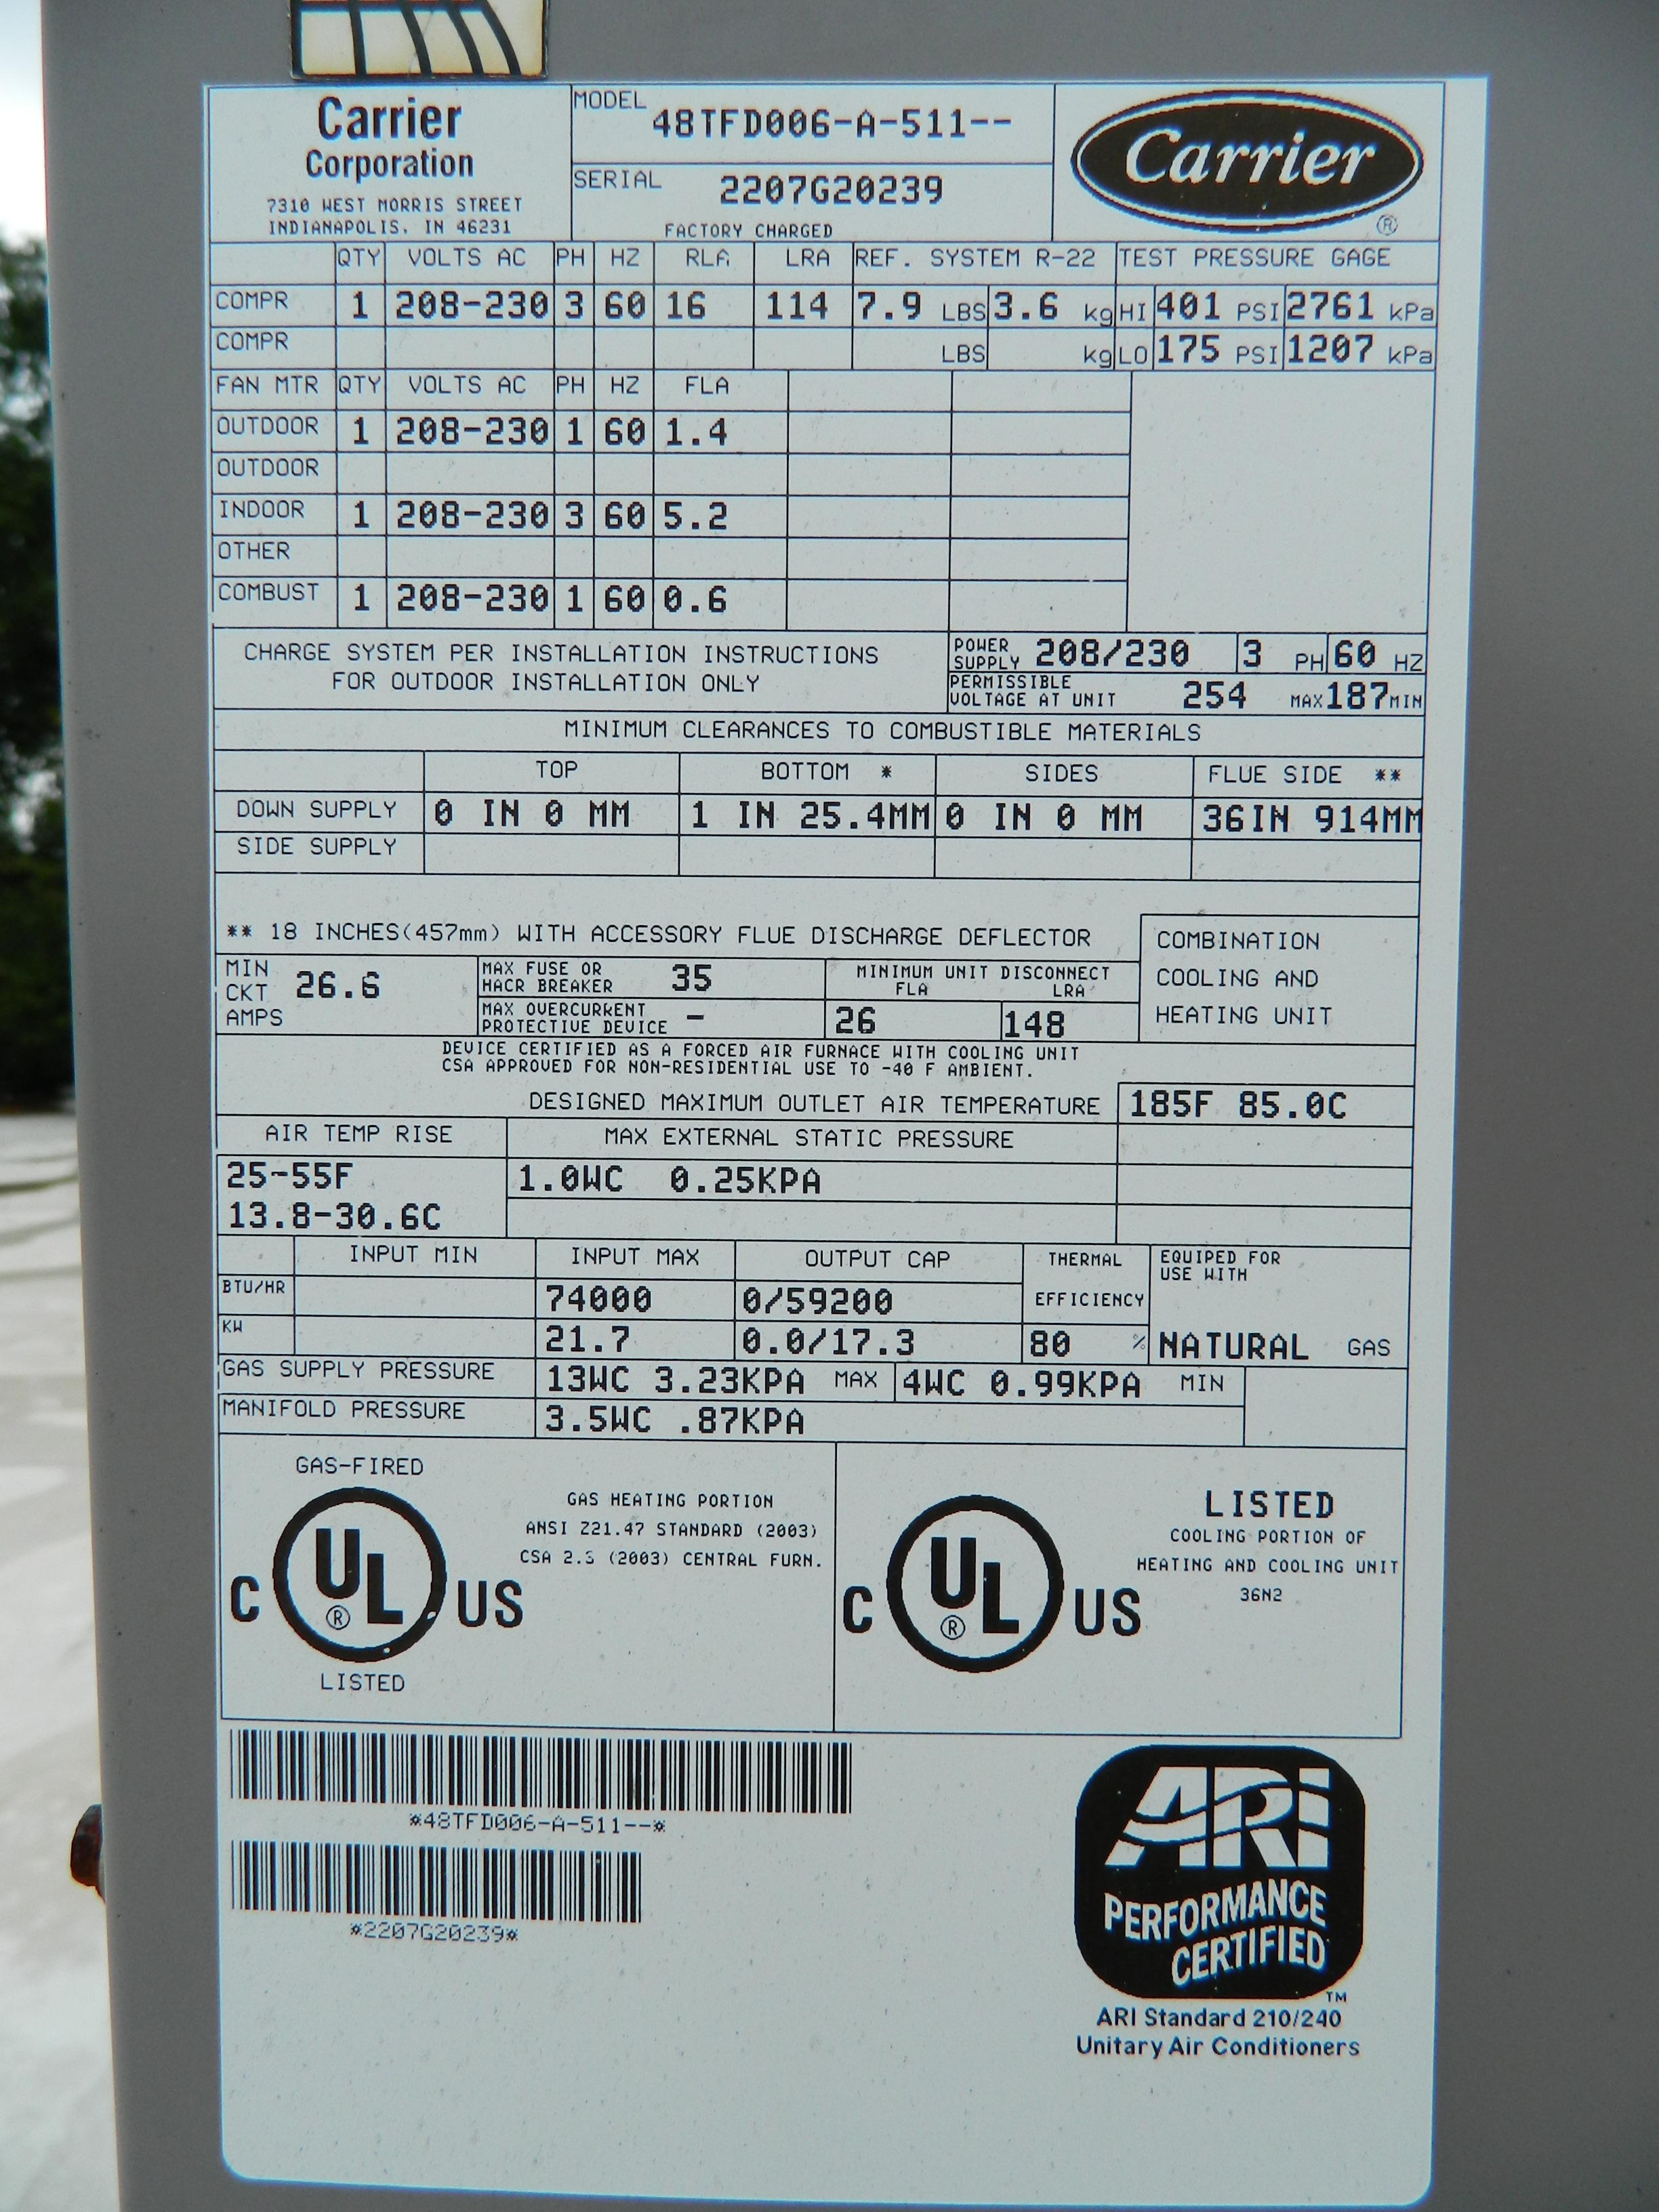 Carrier
Corporation
7310 WEST MORRIS STREET
INDIANAPOLIS, IN 46231
MODEL 48TFD006-A-511--
SERIAL 2207G20239
FACTORY CHARGED
Carrier
®
QTY VOLTS AC PH HZ RLA LRA REF. SYSTEM R-22 TEST PRESSURE GAGE
COMPR 1 208-230 3 60 16 114 7.9 LBS 3.6 kg HI 401 PSI 2761 kPa
COMPR LBS kg LO 175 PSI 1207 kPa
FAN MTR QTY VOLTS AC PH HZ FLA
OUTDOOR 1 208-230 1 60 1.4
OUTDOOR
INDOOR 1 208-230 3 60 5.2
OTHER
COMBUST 1 208-230 1 60 0.6
CHARGE SYSTEM PER INSTALLATION INSTRUCTIONS
FOR OUTDOOR INSTALLATION ONLY
POWER SUPPLY 208/230 3 PH 60 HZ
PERMISSIBLE VOLTAGE AT UNIT 254 MAX 187 MIN
MINIMUM CLEARANCES TO COMBUSTIBLE MATERIALS
TOP BOTTOM * SIDES FLUE SIDE **
DOWN SUPPLY 0 IN 0 MM 1 IN 25.4MM 0 IN 0 MM 36IN 914MM
SIDE SUPPLY
** 18 INCHES(457mm) WITH ACCESSORY FLUE DISCHARGE DEFLECTOR
COMBINATION
COOLING AND
HEATING UNIT
MIN CKT AMPS 26.6
MAX FUSE OR HACR BREAKER 35
MAX OVERCURRENT PROTECTIVE DEVICE -
MINIMUM UNIT DISCONNECT
FLA LRA
26 148
DEVICE CERTIFIED AS A FORCED AIR FURNACE WITH COOLING UNIT
CSA APPROVED FOR NON-RESIDENTIAL USE TO -40 F AMBIENT.
DESIGNED MAXIMUM OUTLET AIR TEMPERATURE 185F 85.0C
AIR TEMP RISE MAX EXTERNAL STATIC PRESSURE
25-55F 1.0WC 0.25KPA
13.8-30.6C
INPUT MIN INPUT MAX OUTPUT CAP THERMAL EFFICIENCY EQUIPED FOR USE WITH
BTU/HR 74000 0/59200
KW 21.7 0.0/17.3 80 % NATURAL GAS
GAS SUPPLY PRESSURE 13WC 3.23KPA MAX 4WC 0.99KPA MIN
MANIFOLD PRESSURE 3.5WC .87KPA
GAS-FIRED
C UL ® US
LISTED
GAS HEATING PORTION
ANSI Z21.47 STANDARD (2003)
CSA 2.3 (2003) CENTRAL FURN.
C UL ® US
LISTED
COOLING PORTION OF
HEATING AND COOLING UNIT
36N2
*48TFD006-A-511--*
*2207G20239*
ARI
PERFORMANCE
CERTIFIED
TM
ARI Standard 210/240
Unitary Air Conditioners